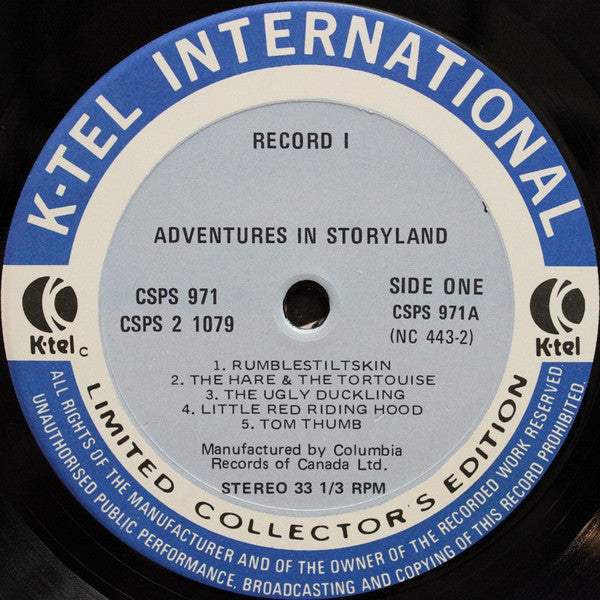 K-TEL INTERNATIONAL
RECORD I
ADVENTURES IN STORYLAND
CSPS 971
CSPS 2 1079
SIDE ONE
CSPS 971A
(NC 443-2)
K-tel C
K-tel
1. RUMBLESTILTSKIN
2. THE HARE & THE TORTOUISE
3. THE UGLY DUCKLING
4. LITTLE RED RIDING HOOD
5. TOM THUMB
Manufactured by Columbia
Records of Canada Ltd.
STEREO 33 1/3 RPM
LIMITED COLLECTOR'S EDITION
ALL RIGHTS OF THE MANUFACTURER AND OF THE OWNER OF THE RECORDED WORK RESERVED
UNAUTHORISED PUBLIC PERFORMANCE, BROADCASTING AND COPYING OF THIS RECORD PROHIBITED.